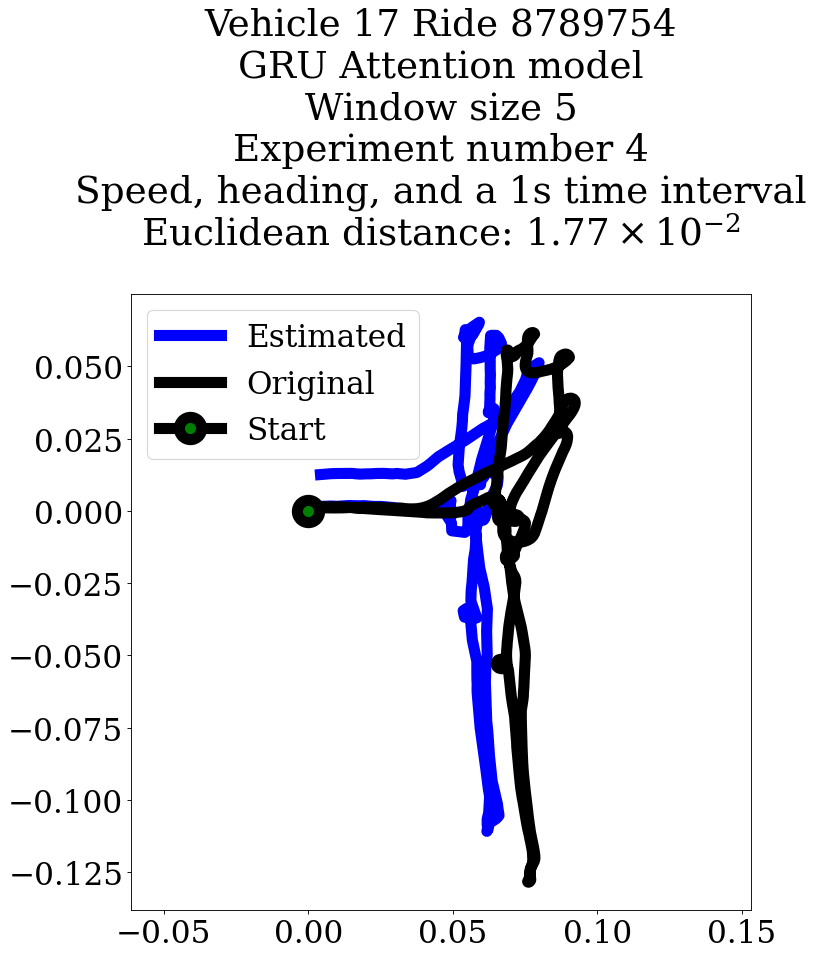 Vehicle 17 Ride 8789754
GRU Attention model
Window size 5
Experiment number 4
Speed, heading, and a 1s time interval
Euclidean distance: 1.77 × 10⁻²
Estimated
Original
Start
0.050
0.025
0.000
−0.025
−0.050
−0.075
−0.100
−0.125
−0.05 0.00 0.05 0.10 0.15